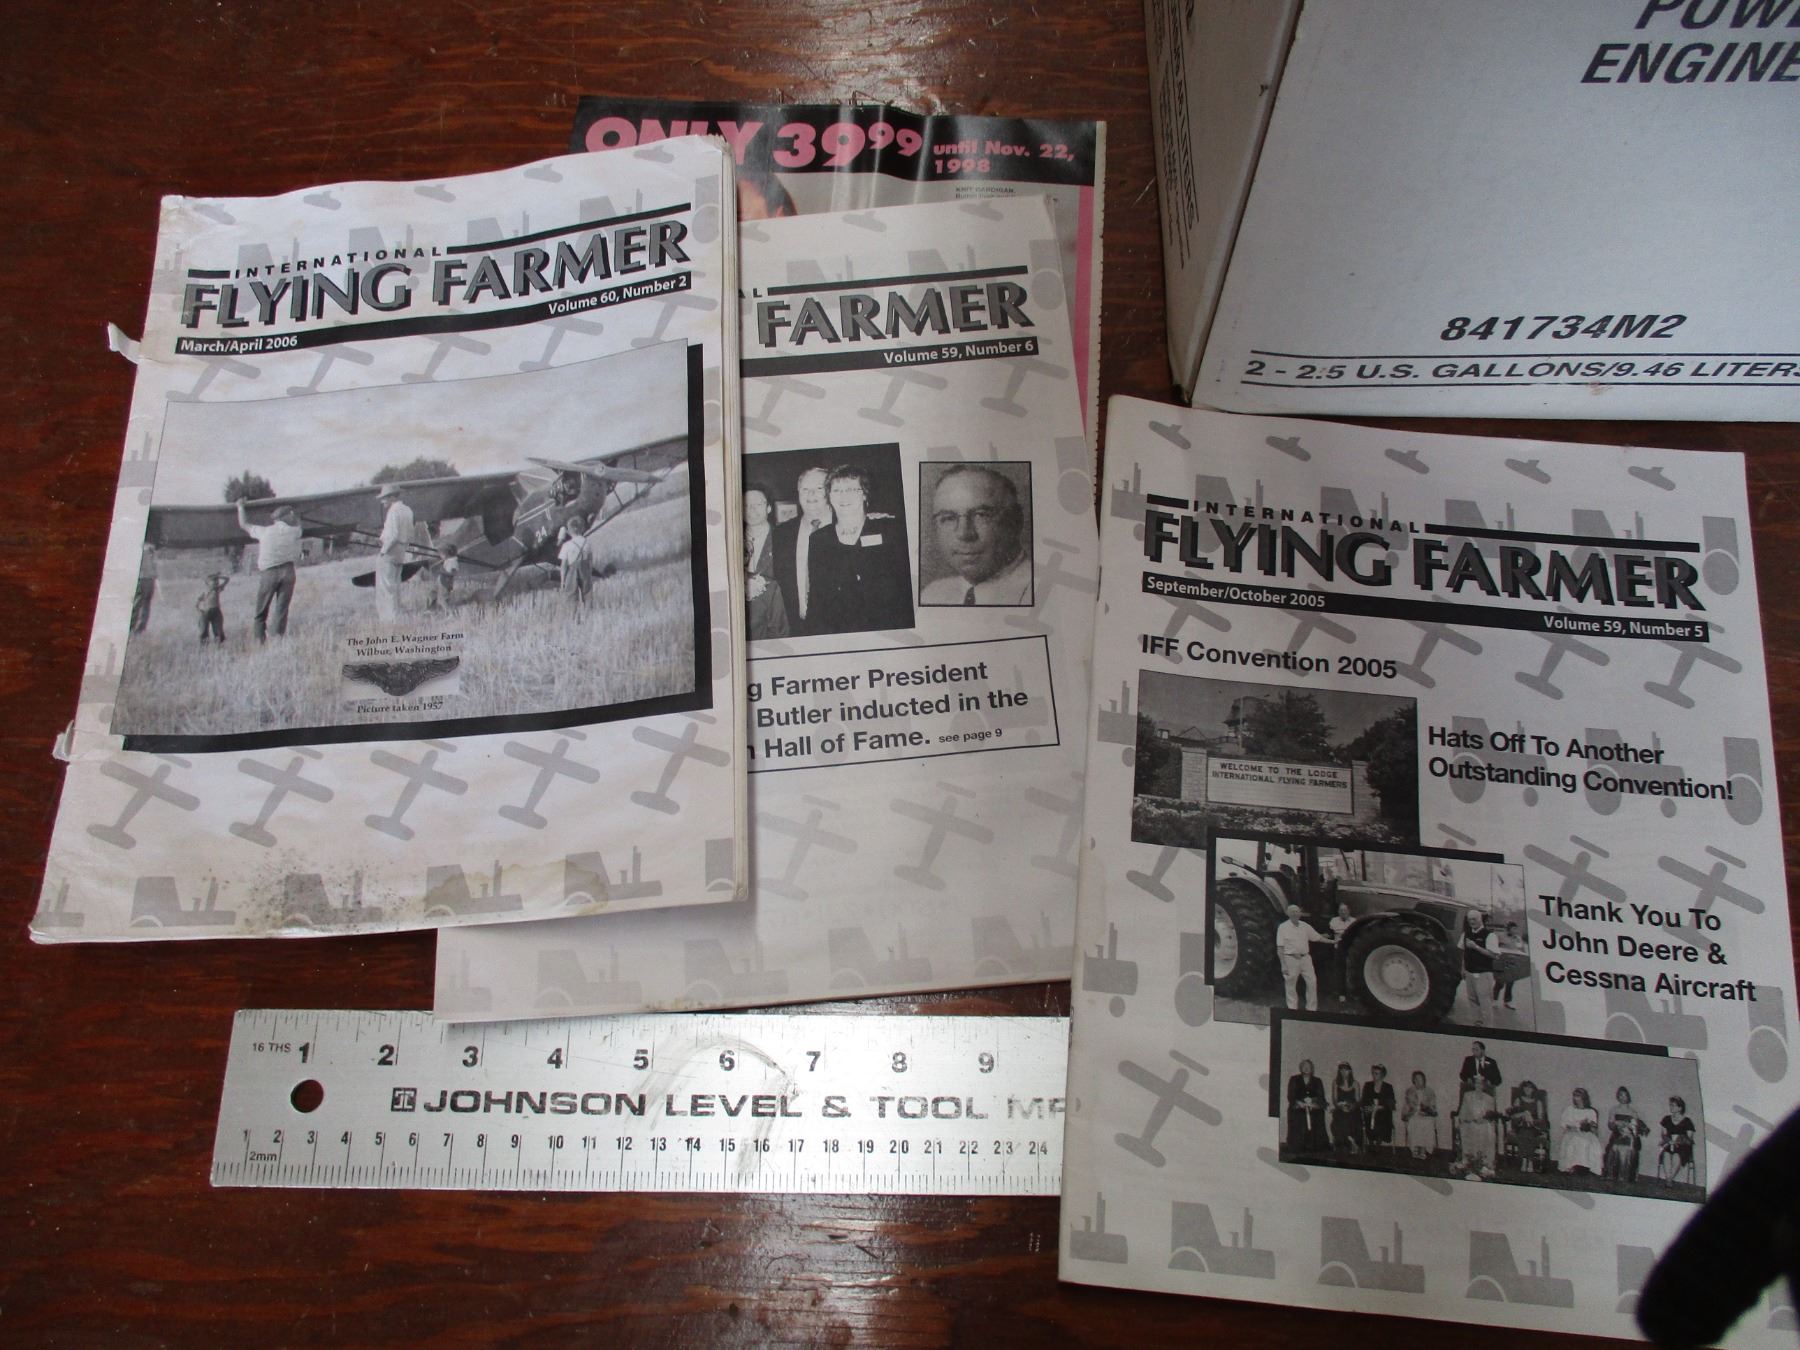 ONLY 39⁹⁹ until Nov. 22,
1998
KNIT CARDIGAN.
POW
ENGINE
841734M2
2 - 2.5 U.S. GALLONS/9.46 LITERS
INTERNATIONAL
FLYING FARMER
Volume 60, Number 2
March/April 2006
24
The John E. Wagner Farm
Wilbur, Washington
Picture taken 1957
FARMER
Volume 59, Number 6
g Farmer President
Butler inducted in the
Hall of Fame. see page 9
INTERNATIONAL
FLYING FARMER
September/October 2005
Volume 59, Number 5
IFF Convention 2005
WELCOME TO THE LODGE
INTERNATIONAL FLYING FARMERS
Hats Off To Another
Outstanding Convention!
Thank You To
John Deere &
Cessna Aircraft
16 THS 1 2 3 4 5 6 7 8 9
JOHNSON LEVEL & TOOL
1 2 3 4 5 6 7 8 9 10 11 12 13 14 15 16 17 18 19 20 21 22 23 24
2mm